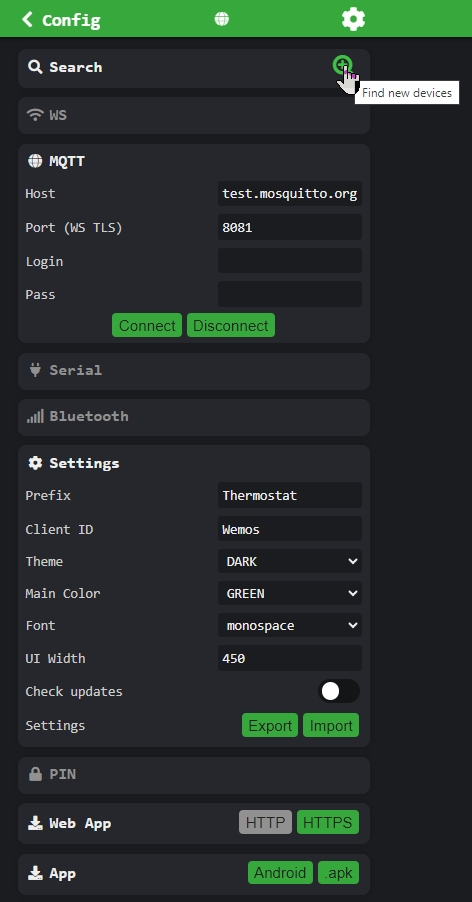 Config
Search
Find new devices
WS
MQTT
Host test.mosquitto.org
Port (WS TLS) 8081
Login
Pass
Connect Disconnect
Serial
Bluetooth
Settings
Prefix Thermostat
Client ID Wemos
Theme DARK
Main Color GREEN
Font monospace
UI Width 450
Check updates
Settings Export Import
PIN
Web App HTTP HTTPS
App Android .apk